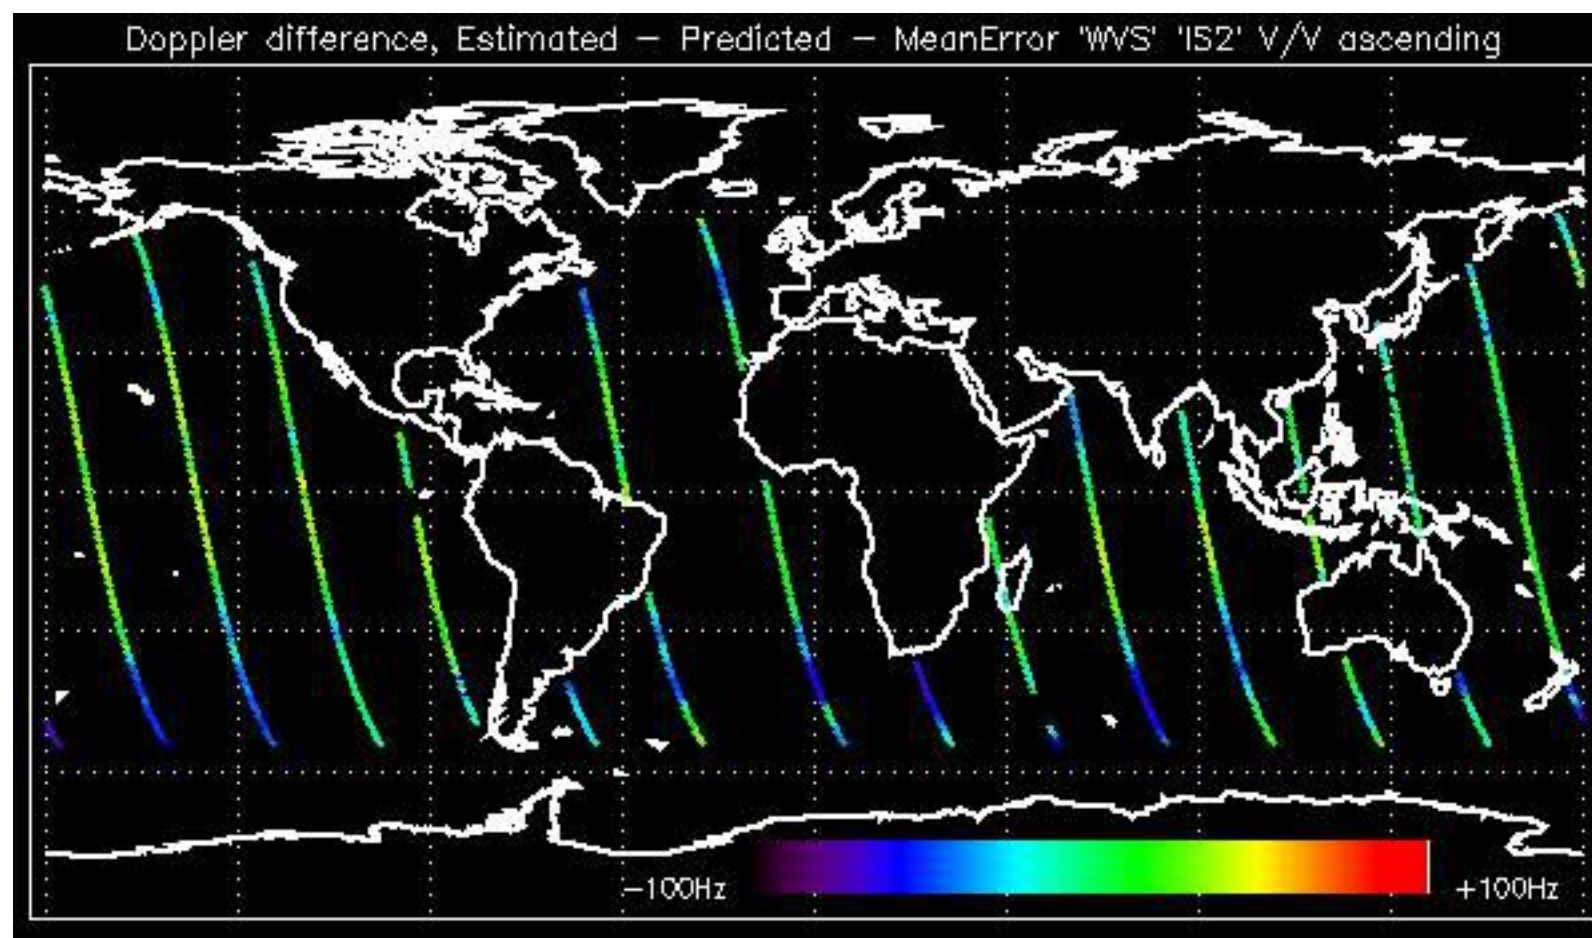 Doppler difference, Estimated – Predicted – MeanError 'WVS' 'IS2' V/V ascending
–100Hz +100Hz